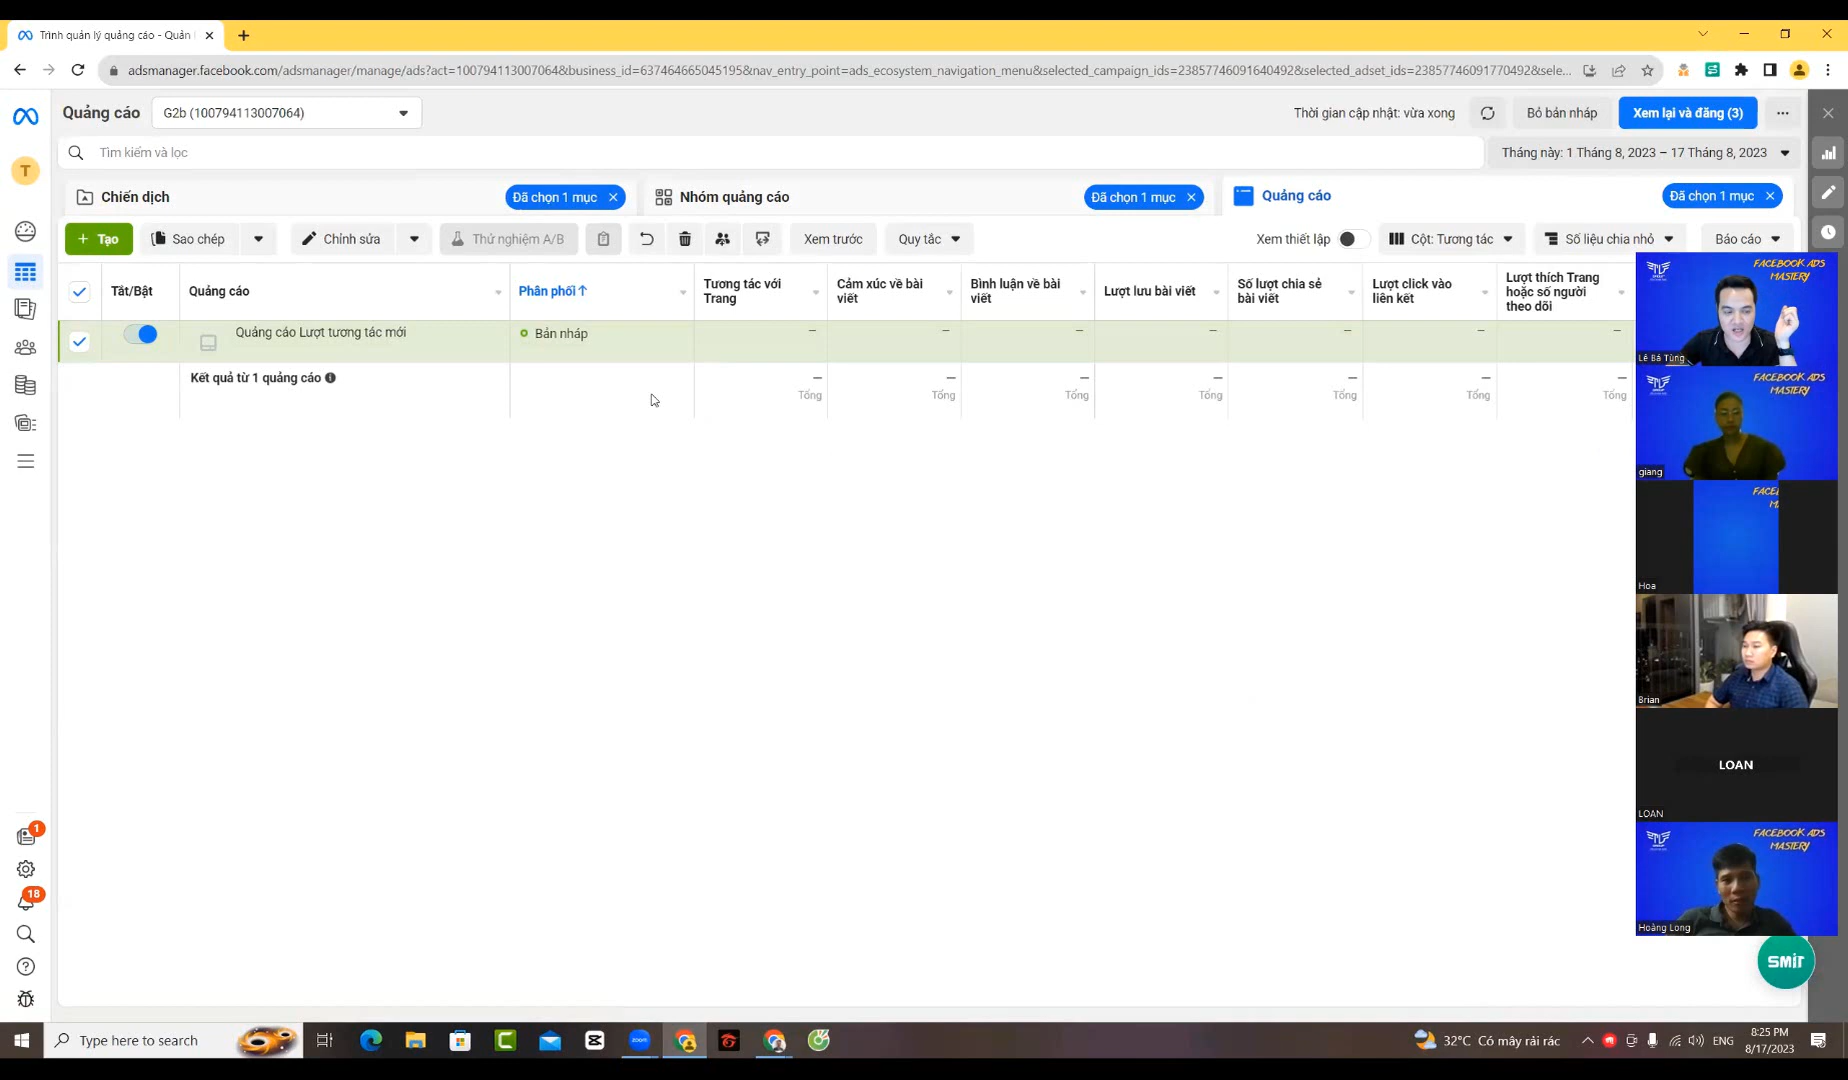 Trình quản lý quảng cáo - Quản
adsmanager.facebook.com/adsmanager/manage/ads?act=100794113007064&business_id=637464665045195&nav_entry_point=ads_ecosystem_navigation_menu&selected_campaign_ids=23857746091640492&selected_adset_ids=23857746091770492&sele...
Quảng cáo
G2b (100794113007064)
Thời gian cập nhật: vừa xong
Bỏ bản nháp
Xem lại và đăng (3)
T
Tìm kiếm và lọc
Tháng này: 1 Tháng 8, 2023 – 17 Tháng 8, 2023
Chiến dịch
Đã chọn 1 mục
Nhóm quảng cáo
Đã chọn 1 mục
Quảng cáo
Đã chọn 1 mục
+ Tạo
Sao chép
Chỉnh sửa
Thử nghiệm A/B
Xem trước
Quy tắc
Xem thiết lập
Cột: Tương tác
Số liệu chia nhỏ
Báo cáo
Tắt/Bật
Quảng cáo
Phân phối↑
Tương tác với Trang
Cảm xúc về bài viết
Bình luận về bài viết
Lượt lưu bài viết
Số lượt chia sẻ bài viết
Lượt click vào liên kết
Lượt thích Trang hoặc số người theo dõi
Quảng cáo Lượt tương tác mới
Bản nháp
— — — — — — —
Kết quả từ 1 quảng cáo
— — — — — — —
Tổng Tổng Tổng Tổng Tổng Tổng Tổng
FACEBOOK ADS
MASTERY
Lê Bá Tùng
FACEBOOK ADS
MASTERY
giang
Hoa
Brian
LOAN
LOAN
FACEBOOK ADS
MASTERY
Hoàng Long
SMIT
1
18
Type here to search
zoom
32°C Có mây rải rác
ENG
8:25 PM
8/17/2023